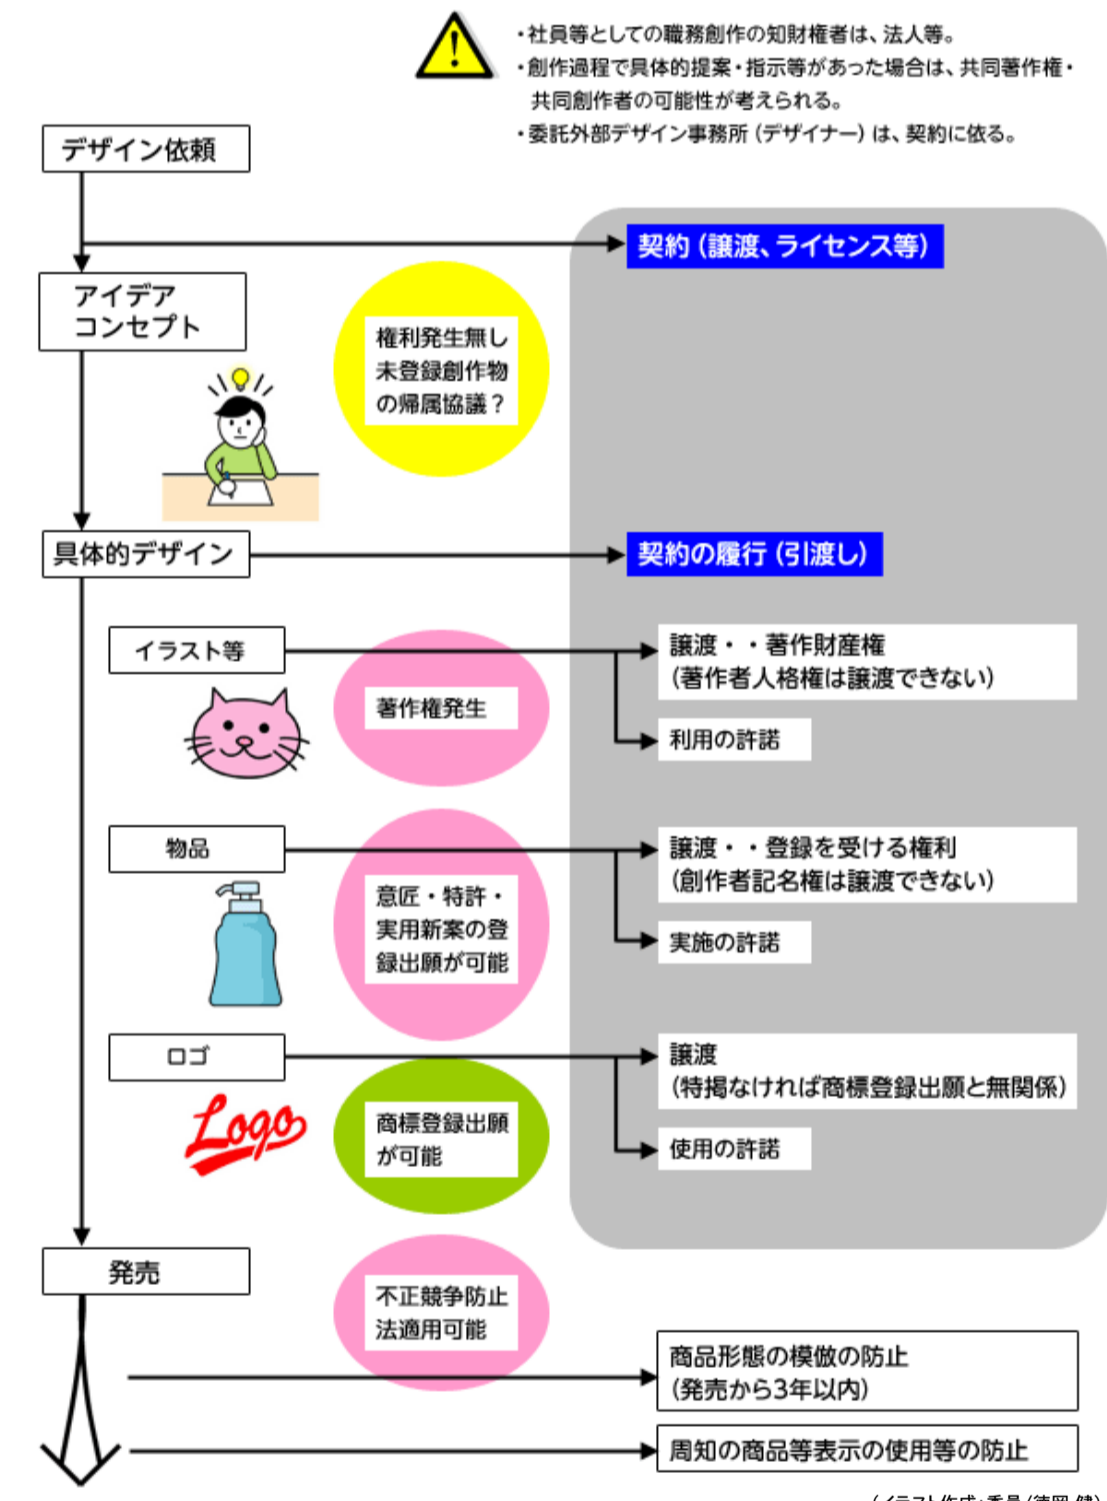 ・社員等としての職務創作の知財権者は、法人等。
・創作過程で具体的提案・指示等があった場合は、共同著作権・
共同創作者の可能性が考えられる。
・委託外部デザイン事務所（デザイナー）は、契約に依る。
デザイン依頼
契約（譲渡、ライセンス等）
アイデア
コンセプト
権利発生無し
未登録創作物
の帰属協議？
具体的デザイン
契約の履行（引渡し）
イラスト等
著作権発生
譲渡・・著作財産権
（著作者人格権は譲渡できない）
利用の許諾
物品
意匠・特許・
実用新案の登
録出願が可能
譲渡・・登録を受ける権利
（創作者記名権は譲渡できない）
実施の許諾
ロゴ
Logo
商標登録出願
が可能
譲渡
（特掲なければ商標登録出願と無関係）
使用の許諾
発売
不正競争防止
法適用可能
商品形態の模倣の防止
（発売から3年以内）
周知の商品等表示の使用等の防止